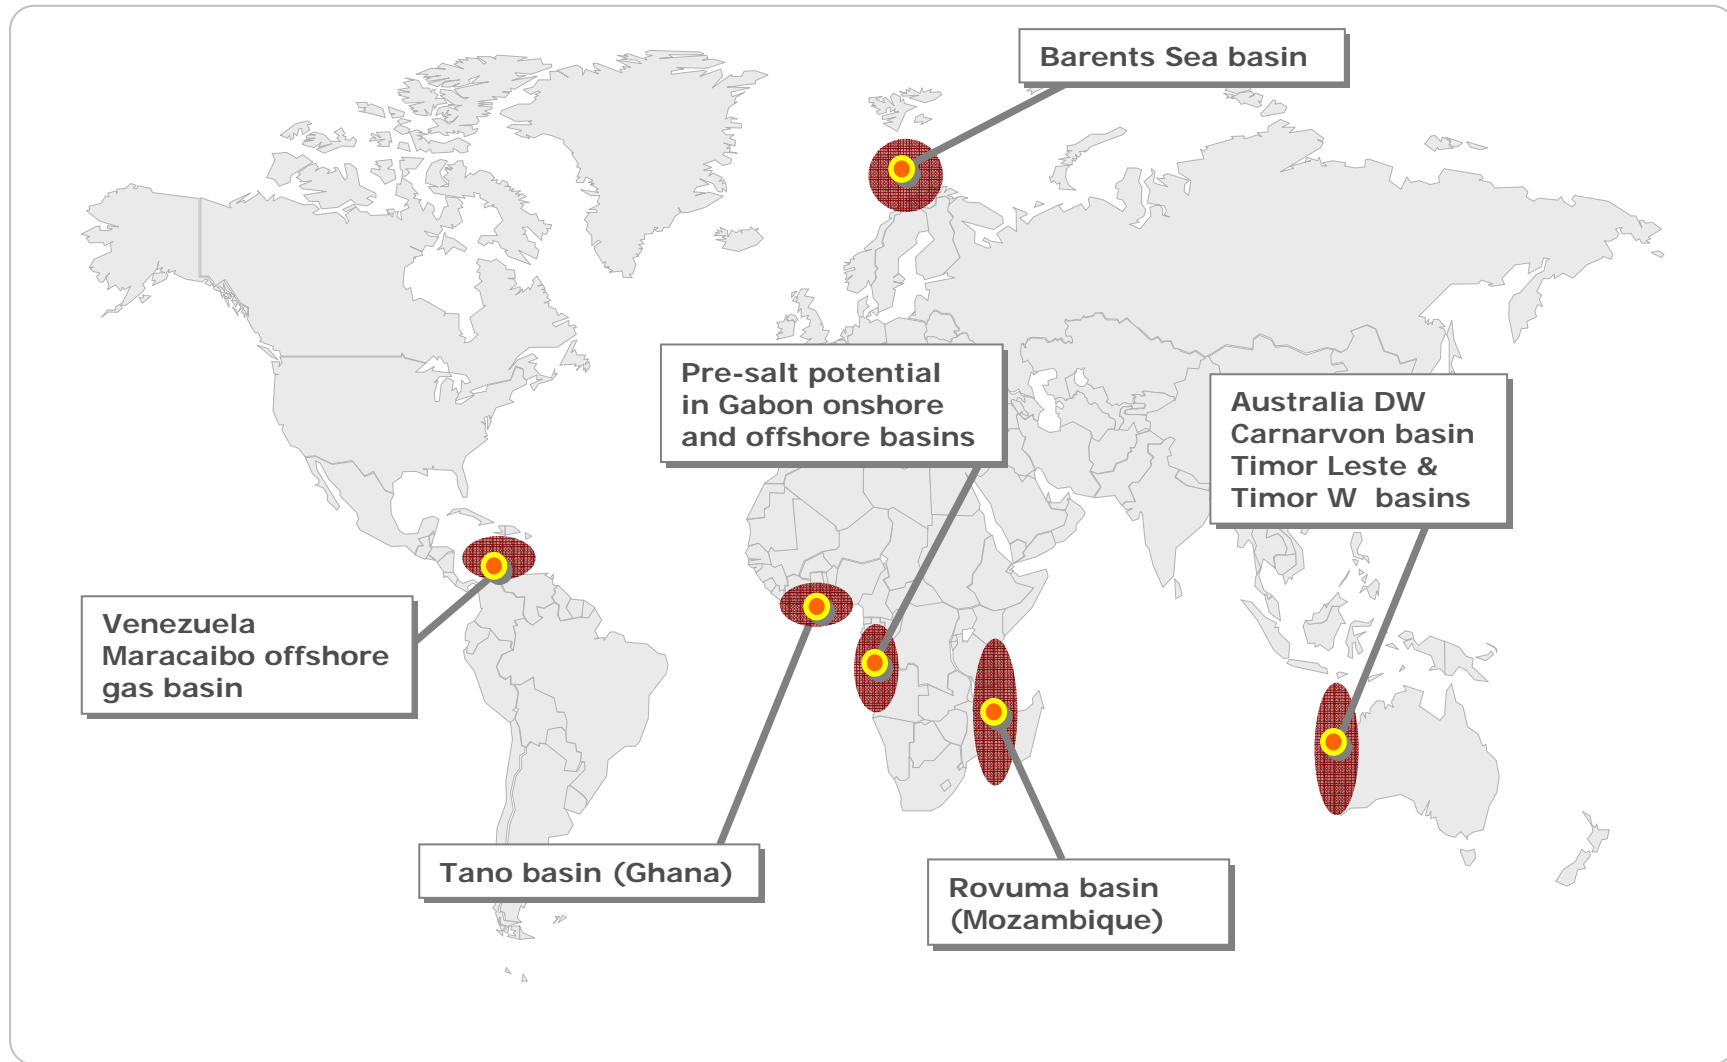 Barents Sea basin
Pre-salt potential
in Gabon onshore
and offshore basins
Australia DW
Carnarvon basin
Timor Leste &
Timor W  basins
Venezuela
Maracaibo offshore
gas basin
Tano basin (Ghana)
Rovuma basin
(Mozambique)